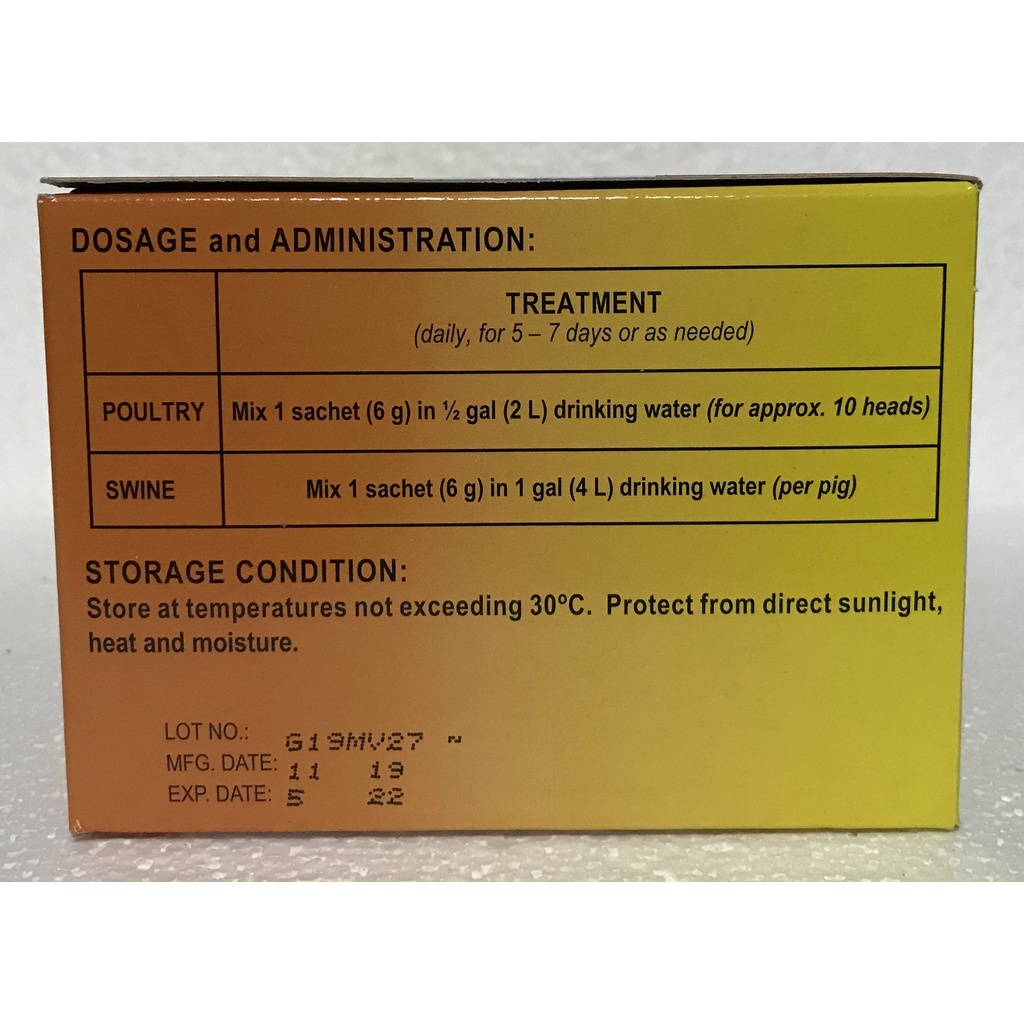 DOSAGE and ADMINISTRATION:
TREATMENT
(daily, for 5 – 7 days or as needed)
POULTRY Mix 1 sachet (6 g) in ½ gal (2 L) drinking water (for approx. 10 heads)
SWINE Mix 1 sachet (6 g) in 1 gal (4 L) drinking water (per pig)
STORAGE CONDITION:
Store at temperatures not exceeding 30ºC. Protect from direct sunlight,
heat and moisture.
LOT NO.: G19MV27 ~
MFG. DATE: 11 19
EXP. DATE: 5 22